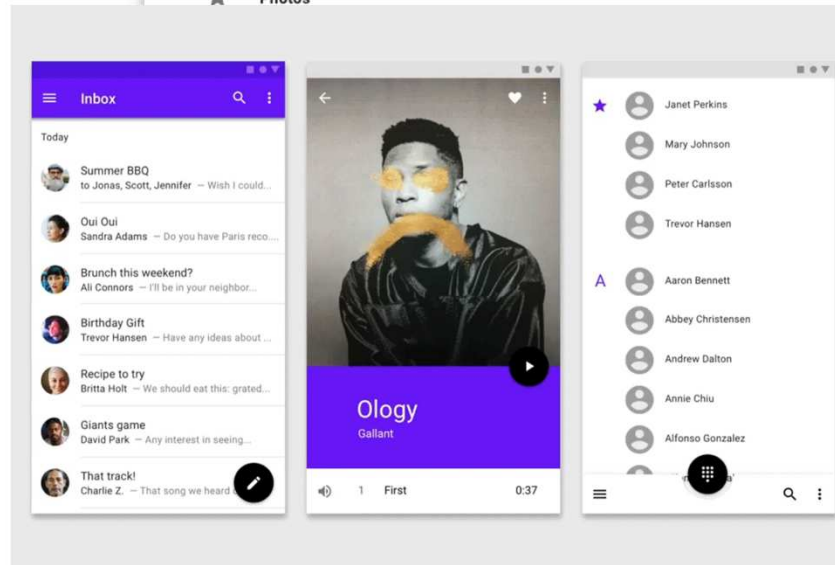 Photos
Inbox
Today
Summer BBQ
to Jonas, Scott, Jennifer — Wish I could...
Oui Oui
Sandra Adams — Do you have Paris reco....
Brunch this weekend?
Ali Connors — I'll be in your neighbor...
Birthday Gift
Trevor Hansen — Have any ideas about ...
Recipe to try
Britta Holt — We should eat this: grated...
Giants game
David Park — Any interest in seeing...
That track!
Charlie Z. — That song we heard
Ology
Gallant
1 First 0:37
Janet Perkins
Mary Johnson
Peter Carlsson
Trevor Hansen
A Aaron Bennett
Abbey Christensen
Andrew Dalton
Annie Chiu
Alfonso Gonzalez